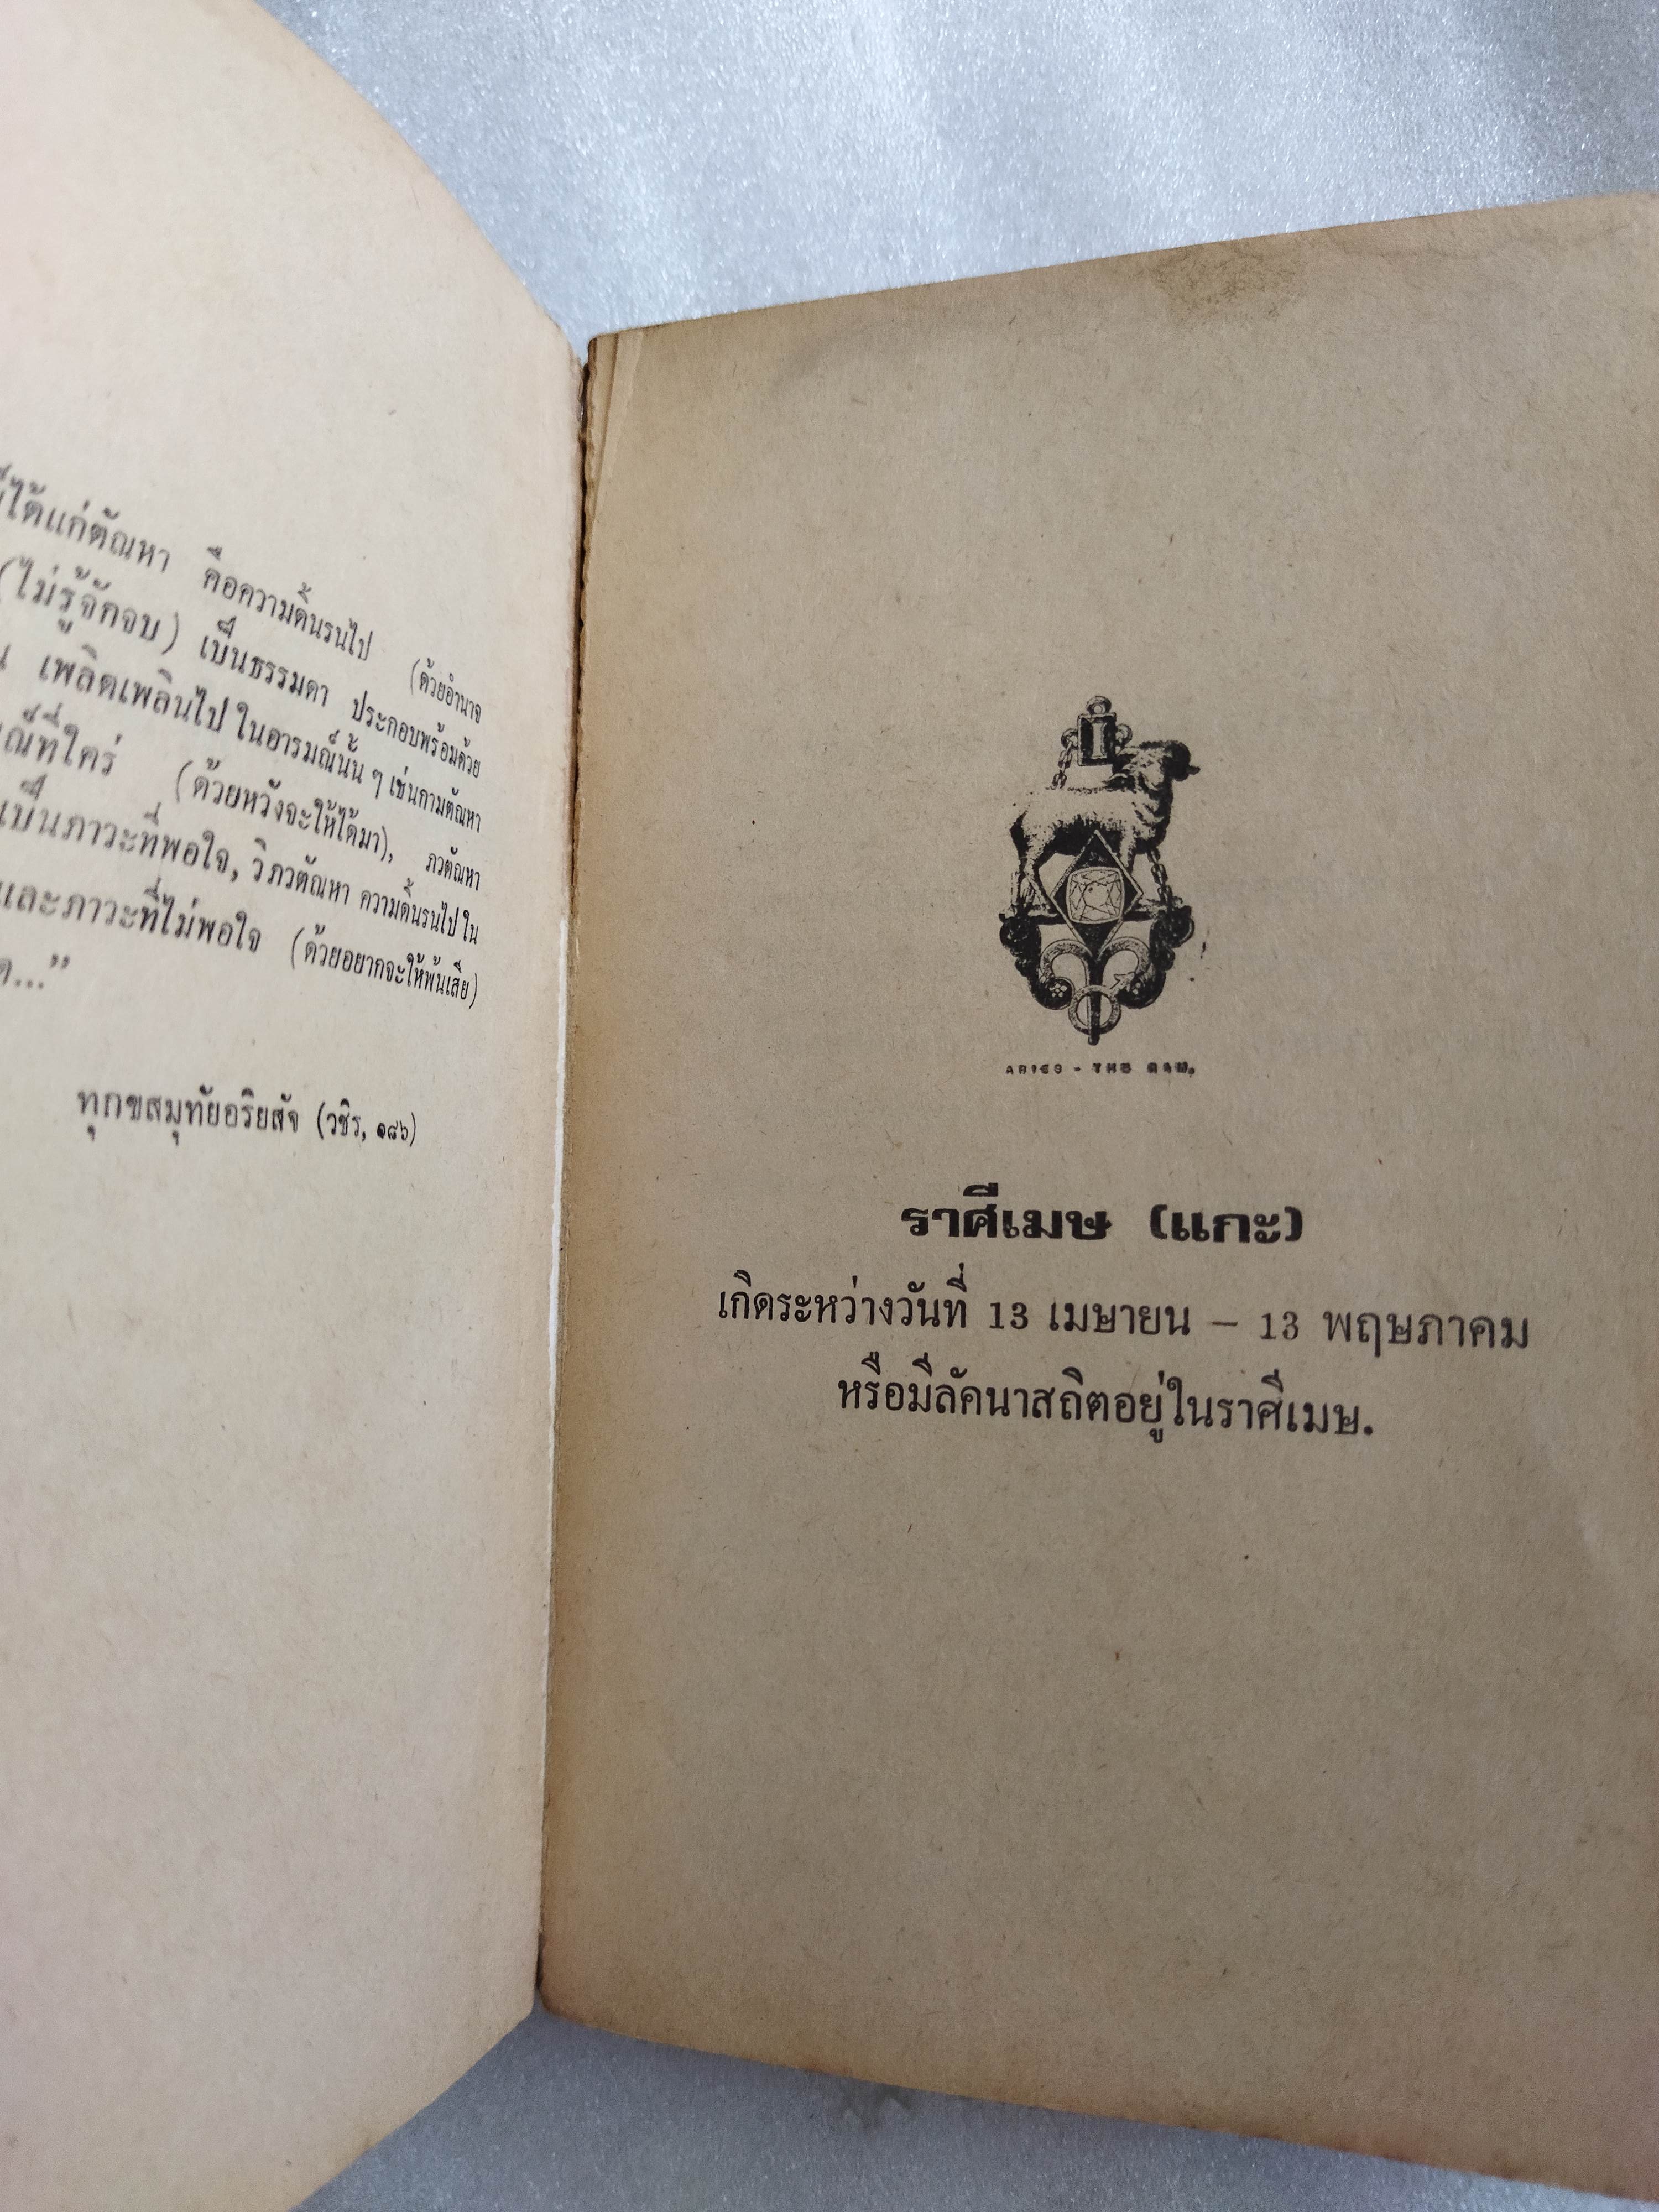 ได้แก่ตัณหา คือความดิ้นรนไป (ด้วยอำนาจ
(ไม่รู้จักจบ) เป็นธรรมดา ประกอบพร้อมด้วย
เพลิดเพลินไปในอารมณ์นั้น ๆ เช่นกามตัณหา
ที่ใคร่ (ด้วยหวังจะให้ได้มา), ภวตัณหา
เป็นภาวะที่พอใจ, วิภวตัณหา ความดิ้นรนไปใน
และภาวะที่ไม่พอใจ (ด้วยอยากจะให้พ้นเสีย)
...”
ทุกขสมุทัยอริยสัจ (วชิร, ๑๘๖)
ARIES - THE RAM.
ราศีเมษ (แกะ)
เกิดระหว่างวันที่ 13 เมษายน – 13 พฤษภาคม
หรือมีลัคนาสถิตอยู่ในราศีเมษ.